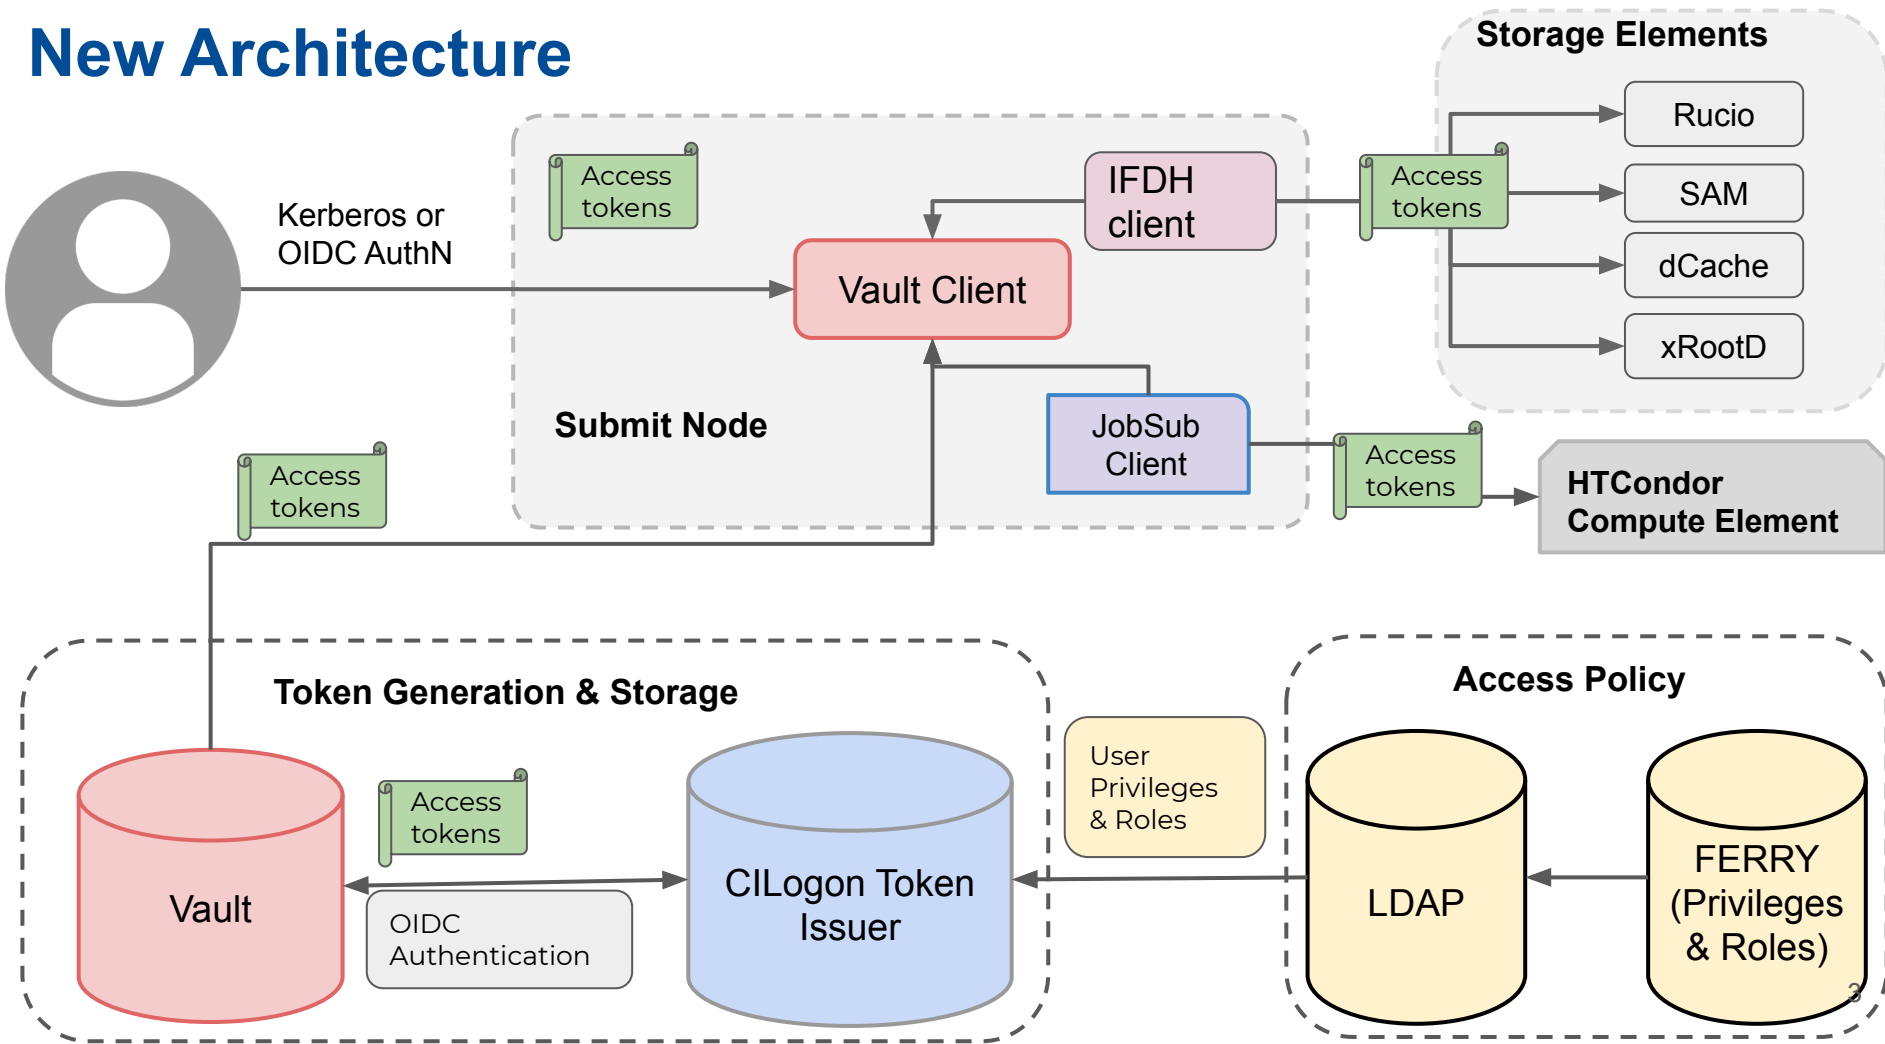 New Architecture
Storage Elements
Rucio
SAM
dCache
xRootD
Access
tokens
IFDH
client
Access
tokens
Kerberos or
OIDC AuthN
Vault Client
Submit Node
JobSub
Client
Access
tokens
HTCondor
Compute Element
Access
tokens
Token Generation & Storage
Access Policy
User
Privileges
& Roles
Access
tokens
Vault
OIDC
Authentication
CILogon Token
Issuer
LDAP
FERRY
(Privileges
& Roles)
3